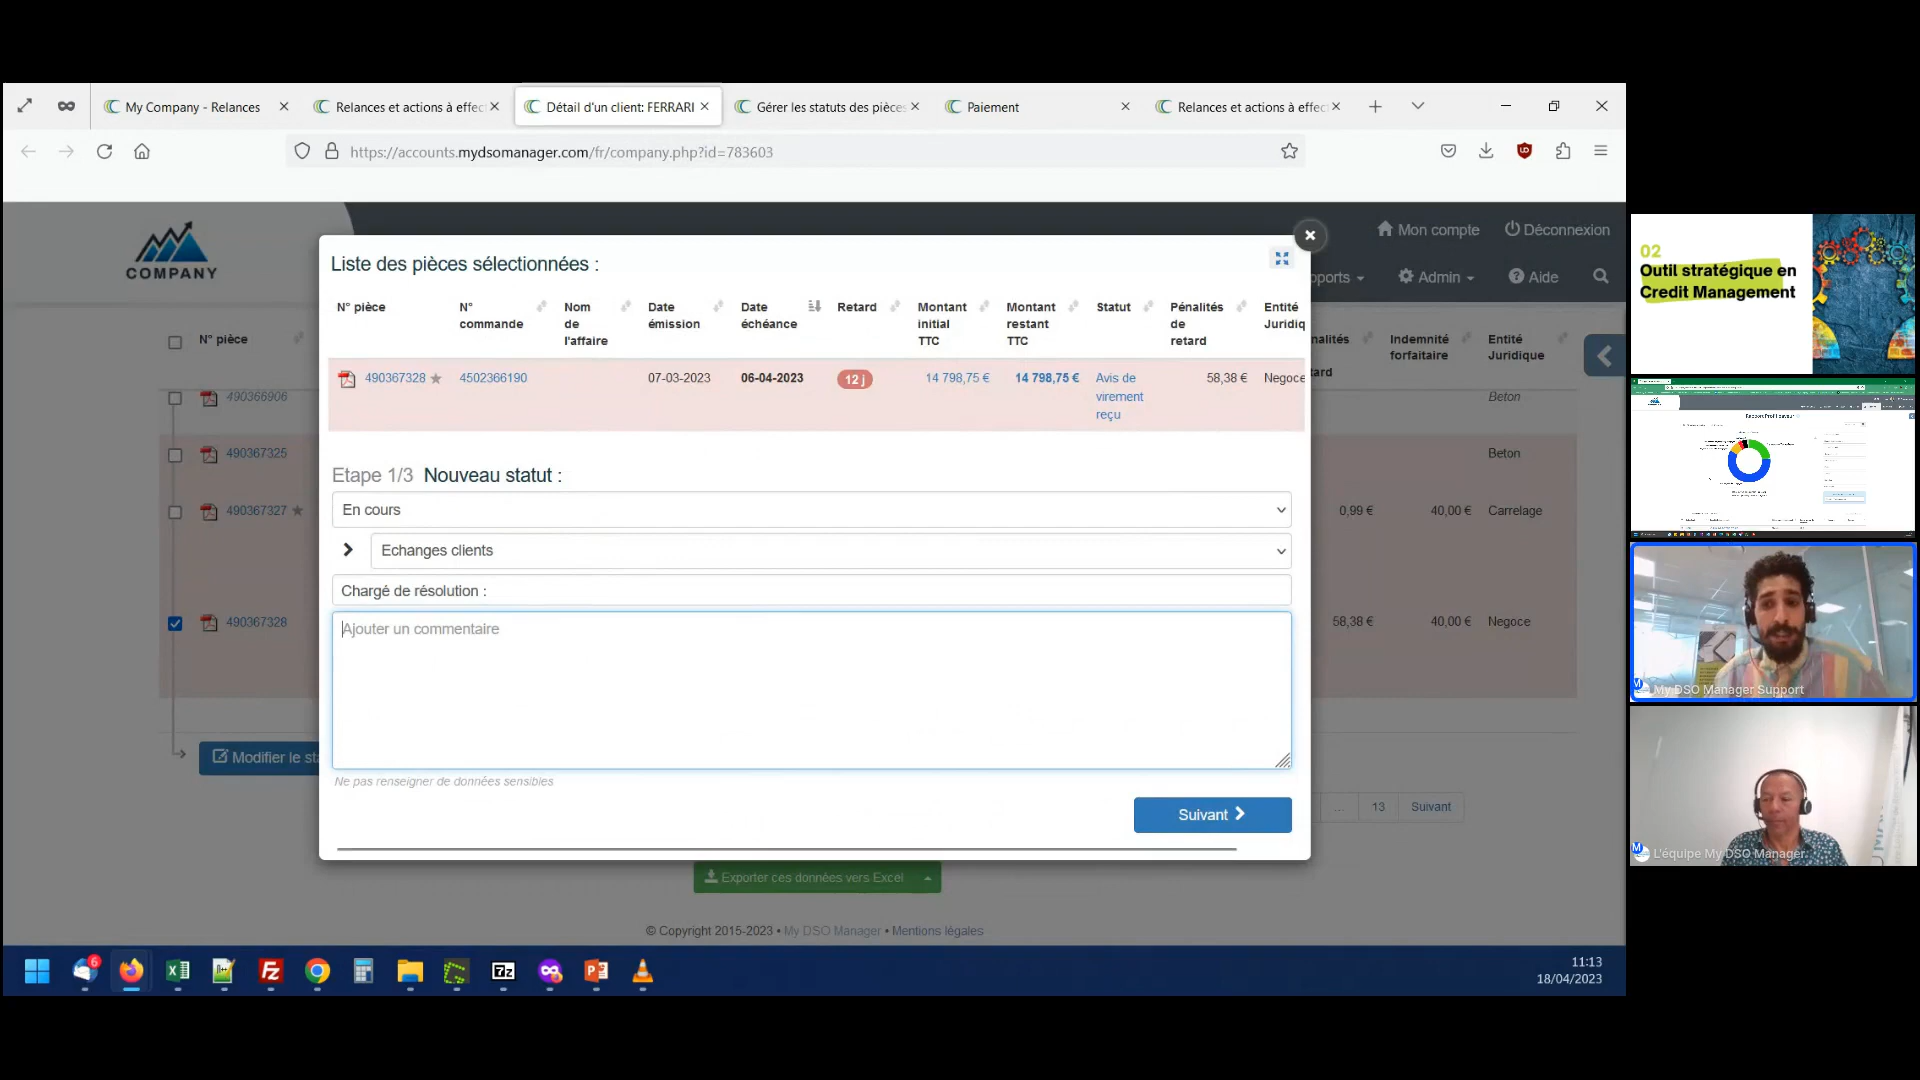 My Company - Relances
Relances et actions à effec
Détail d'un client: FERRARI
Gérer les statuts des pièces
Paiement
Relances et actions à effec
https://accounts.mydsomanager.com/fr/company.php?id=783603
COMPANY
Mon compte
Déconnexion
pports
Admin
Aide
Liste des pièces sélectionnées :
N° pièce
N° commande
Nom de l'affaire
Date émission
Date échéance
Retard
Montant initial TTC
Montant restant TTC
Statut
Pénalités de retard
Entité Juridiq
490367328
4502366190
07-03-2023
06-04-2023
12 j
14 798,75 €
14 798,75 €
Avis de virement reçu
58,38 €
Negoce
Etape 1/3 Nouveau statut :
En cours
Echanges clients
Chargé de résolution :
Ajouter un commentaire
Ne pas renseigner de données sensibles
Suivant
N° pièce
nalités
tard
Indemnité forfaitaire
Entité Juridique
490366906
Beton
490367325
Beton
490367327
0,99 €
40,00 €
Carrelage
490367328
58,38 €
40,00 €
Negoce
Modifier le sta
...
13
Suivant
Exporter ces données vers Excel
© Copyright 2015-2023 • My DSO Manager • Mentions légales
6
7z
11:13
18/04/2023
02
Outil stratégique en
Credit Management
My DSO Manager Support
L'équipe My DSO Manager